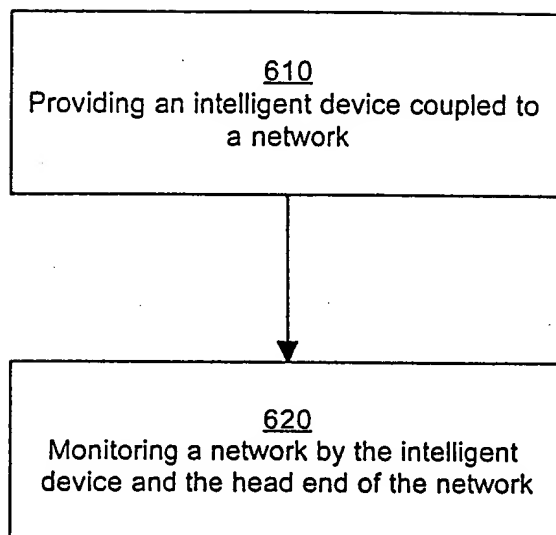 610
Providing an intelligent device coupled to
a network
620
Monitoring a network by the intelligent
device and the head end of the network